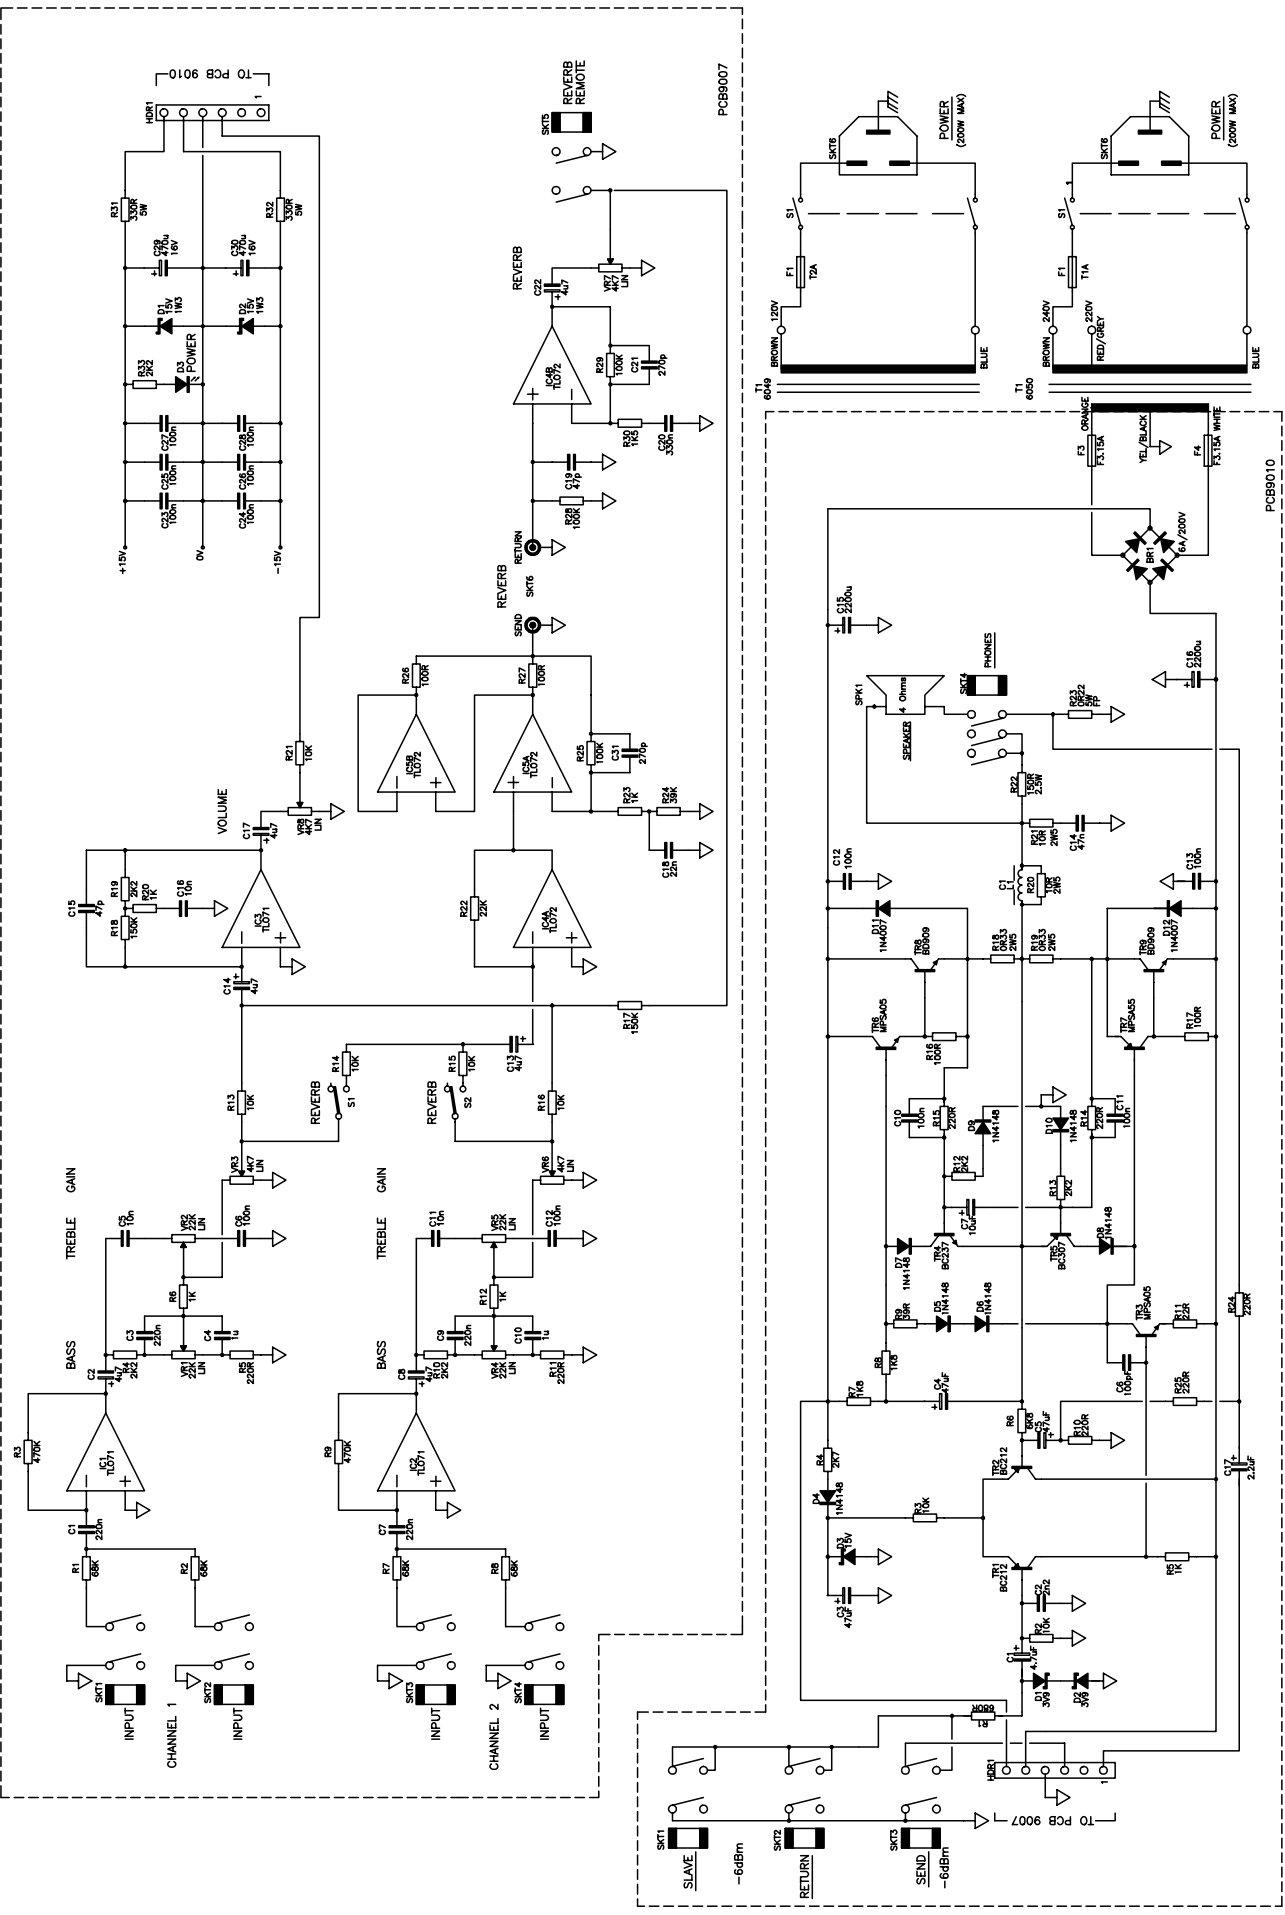 TO PCB 9010
HDR1
1
R31
330R
5W
R32
330R
5W
C29
470u
16V
C30
470u
16V
D1
15V
1W3
D2
15V
1W3
R33
2K2
D3
POWER
C27
100n
C28
100n
C25
100n
C26
100n
C23
100n
C24
100n
+15V
0V
-15V
PCB9007
REVERB
REMOTE
SKT5
REVERB
C22
4u7
VR7
4K7
LIN
IC4B
TL072
R29
100K
C21
270p
R30
1K5
C20
330n
C19
47p
R28
100K
RETURN
REVERB
SKT6
SEND
R26
100R
R27
100R
IC5B
TL072
IC5A
TL072
R25
100K
C31
270p
R23
1K
R24
39K
C18
22n
R21
10K
VOLUME
VR8
4K7
LIN
C17
4u7
C15
47p
R19
2K2
R20
1K
C16
10n
R18
150K
IC3
TL071
C14
4u7
R22
22K
IC4A
TL072
R17
150K
C13
4u7
R14
10K
R15
10K
R13
10K
R16
10K
REVERB
S1
REVERB
S2
GAIN
VR3
4K7
LIN
GAIN
VR6
4K7
LIN
TREBLE
C5
10n
VR2
22K
LIN
C6
100n
TREBLE
C11
10n
VR5
22K
LIN
C12
100n
R6
1K
R12
1K
BASS
C3
220n
C4
1u
R4
2K2
VR1
22K
LIN
R5
220R
C2
4u7
BASS
C9
220n
C10
1u
R10
2K2
VR4
22K
LIN
R11
220R
C8
4u7
R3
470K
IC1
TL071
R9
470K
IC2
TL071
C1
220n
C7
220n
R1
68K
R2
68K
R7
68K
R8
68K
SKT1
INPUT
SKT2
INPUT
CHANNEL 1
SKT3
INPUT
SKT4
INPUT
CHANNEL 2
SKT6
POWER
(200W MAX)
S1
F1
T2A
120V
BROWN
BLUE
T1
6049
SKT6
POWER
(200W MAX)
1
S1
F1
T1A
240V
220V
BROWN
RED/GREY
BLUE
T1
6050
PCB9010
ORANGE
YEL/BLACK
WHITE
F3
F3.15A
F4
F3.15A
BR1
6A/200V
C15
2200u
C16
2200u
SPK1
4 Ohms
SPEAKER
PHONES
SKT4
R23
0R22
5W
FP
R22
150R
2.5W
R21
10R
2W5
C14
47n
C12
100n
C13
100n
L1
R20
10R
2W5
D11
1N4007
D12
1N4007
TR8
BD909
TR9
BD909
R18
0R33
2W5
R19
0R33
2W5
TR6
MPSA05
TR7
MPSA55
R16
100R
R17
100R
C10
100n
R15
220R
D9
1N4148
D10
1N4148
R14
220R
C11
100n
R12
2K2
R13
2K2
C7
10uF
D7
1N4148
TR4
BC237
TR5
BC307
D8
1N4148
R9
39R
D5
1N4148
D6
1N4148
TR3
MPSA05
R11
22R
R24
220R
R8
1K8
R7
1K8
C4
47uF
C6
100pF
R25
220R
R6
6K8
C5
47uF
R10
220R
TR2
BC212
R4
2K7
D4
1N4148
R3
10K
C17
2.2uF
D3
15V
C3
47uF
TR1
BC212
R5
1K
C2
2n2
R2
10K
C1
4.7uF
D1
3V9
D2
3V9
R1
680R
HDR1
1
TO PCB 9007
SKT1
SLAVE
-6dBm
SKT2
RETURN
SKT3
SEND
-6dBm